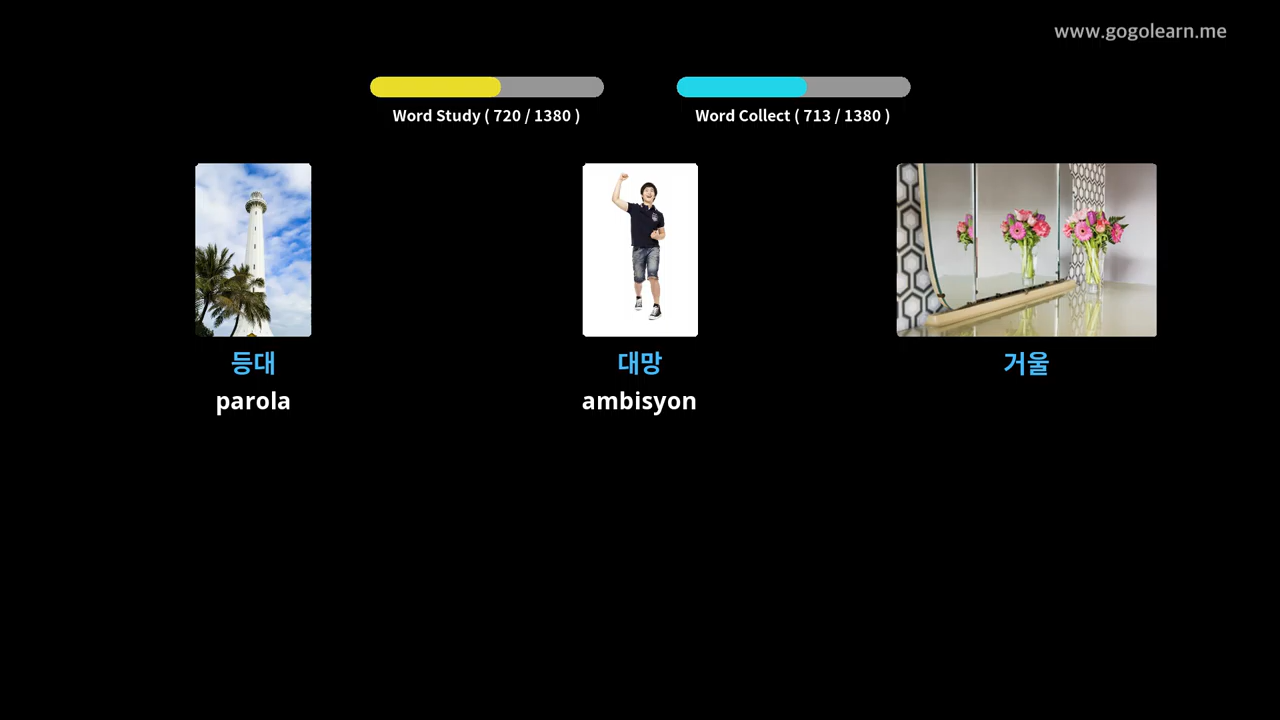 www.gogolearn.me
Word Study ( 720 / 1380 )
Word Collect ( 713 / 1380 )
등대
parola
대망
ambisyon
거울